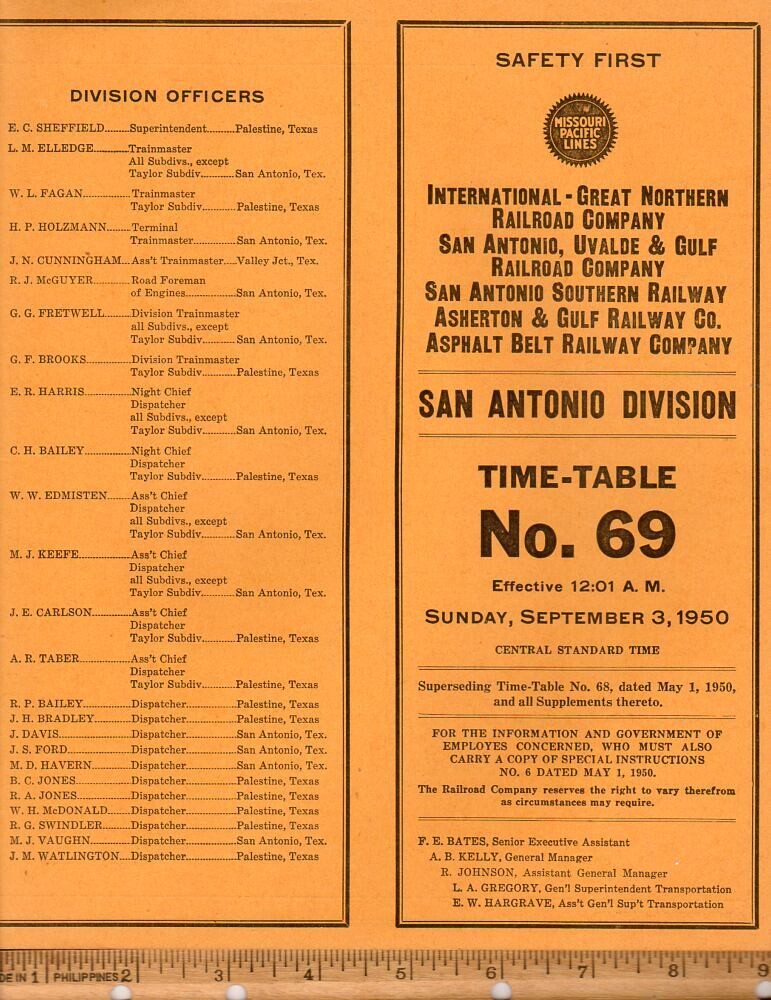 DIVISION OFFICERS
E. C. SHEFFIELD........Superintendent.........Palestine, Texas
L. M. ELLEDGE...........Trainmaster
All Subdivs., except
Taylor Subdiv...........San Antonio, Tex.
W. L. FAGAN...............Trainmaster
Taylor Subdiv...........Palestine, Texas
H. P. HOLZMANN........Terminal
Trainmaster.............San Antonio, Tex.
J. N. CUNNINGHAM...Ass't Trainmaster....Valley Jct., Tex.
R. J. McGUYER............Road Foreman
of Engines...............San Antonio, Tex.
G. G. FRETWELL........Division Trainmaster
all Subdivs., except
Taylor Subdiv...........San Antonio, Tex.
G. F. BROOKS..............Division Trainmaster
Taylor Subdiv...........Palestine, Texas
E. R. HARRIS...............Night Chief
Dispatcher
all Subdivs., except
Taylor Subdiv...........San Antonio, Tex.
C. H. BAILEY...............Night Chief
Dispatcher
Taylor Subdiv...........Palestine, Texas
W. W. EDMISTEN........Ass't Chief
Dispatcher
all Subdivs., except
Taylor Subdiv...........San Antonio, Tex.
M. J. KEEFE................Ass't Chief
Dispatcher
all Subdivs., except
Taylor Subdiv...........San Antonio, Tex.
J. E. CARLSON.............Ass't Chief
Dispatcher
Taylor Subdiv...........Palestine, Texas
A. R. TABER................Ass't Chief
Dispatcher
Taylor Subdiv...........Palestine, Texas
R. P. BAILEY...............Dispatcher...............Palestine, Texas
J. H. BRADLEY............Dispatcher...............Palestine, Texas
J. DAVIS......................Dispatcher...............San Antonio, Tex.
J. S. FORD....................Dispatcher...............San Antonio, Tex.
M. D. HAVERN............Dispatcher...............San Antonio, Tex.
B. C. JONES.................Dispatcher...............Palestine, Texas
R. A. JONES.................Dispatcher...............Palestine, Texas
W. H. McDONALD.......Dispatcher...............Palestine, Texas
R. G. SWINDLER.........Dispatcher...............Palestine, Texas
M. J. VAUGHN.............Dispatcher...............San Antonio, Tex.
J. M. WATLINGTON....Dispatcher...............Palestine, Texas
SAFETY FIRST
MISSOURI
PACIFIC
LINES
INTERNATIONAL - GREAT NORTHERN
RAILROAD COMPANY
SAN ANTONIO, UVALDE & GULF
RAILROAD COMPANY
SAN ANTONIO SOUTHERN RAILWAY
ASHERTON & GULF RAILWAY CO.
ASPHALT BELT RAILWAY COMPANY
SAN ANTONIO DIVISION
TIME-TABLE
No. 69
Effective 12:01 A. M.
SUNDAY, SEPTEMBER 3, 1950
CENTRAL STANDARD TIME
Superseding Time-Table No. 68, dated May 1, 1950,
and all Supplements thereto.
FOR THE INFORMATION AND GOVERNMENT OF
EMPLOYES CONCERNED, WHO MUST ALSO
CARRY A COPY OF SPECIAL INSTRUCTIONS
NO. 6 DATED MAY 1, 1950.
The Railroad Company reserves the right to vary therefrom
as circumstances may require.
F. E. BATES, Senior Executive Assistant
A. B. KELLY, General Manager
R. JOHNSON, Assistant General Manager
L. A. GREGORY, Gen'l Superintendent Transportation
E. W. HARGRAVE, Ass't Gen'l Sup't Transportation
DE IN 1 PHILIPPINES 2 3 4 5 6 7 8 9